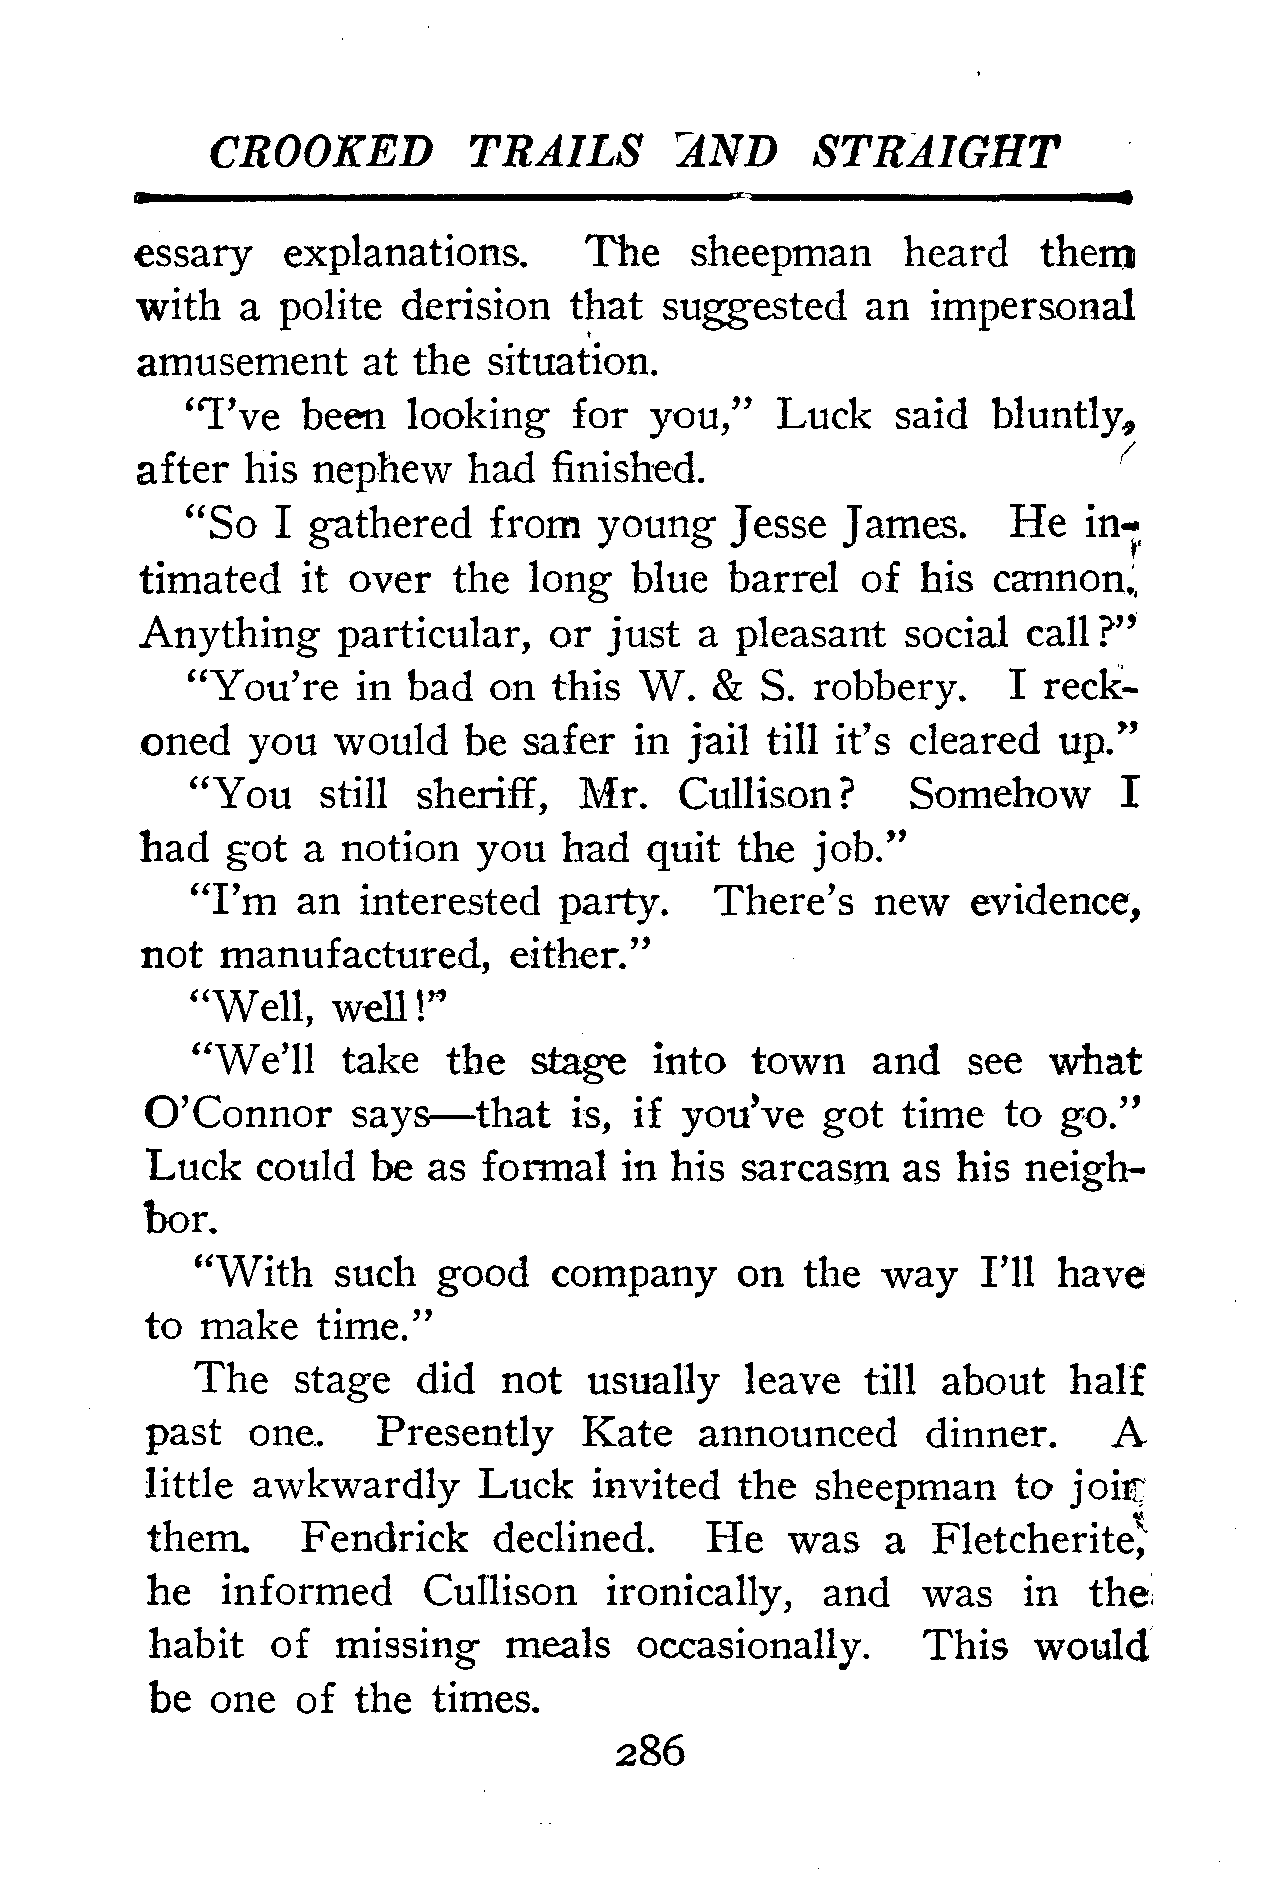 CROOKED TRAILS AND STRAIGHT
essary explanations. The sheepman heard them
with a polite derision that suggested an impersonal
amusement at the situation.
"I've been looking for you," Luck said bluntly,
after his nephew had finished.
"So I gathered from young Jesse James. He in-
timated it over the long blue barrel of his cannon.
Anything particular, or just a pleasant social call?"
"You're in bad on this W. & S. robbery. I reck-
oned you would be safer in jail till it's cleared up."
"You still sheriff, Mr. Cullison? Somehow I
had got a notion you had quit the job."
"I'm an interested party. There's new evidence,
not manufactured, either."
"Well, well!"
"We'll take the stage into town and see what
O'Connor says—that is, if you've got time to go."
Luck could be as formal in his sarcasm as his neigh-
bor.
"With such good company on the way I'll have
to make time."
The stage did not usually leave till about half
past one. Presently Kate announced dinner. A
little awkwardly Luck invited the sheepman to join
them. Fendrick declined. He was a Fletcherite,
he informed Cullison ironically, and was in the
habit of missing meals occasionally. This would
be one of the times.
286